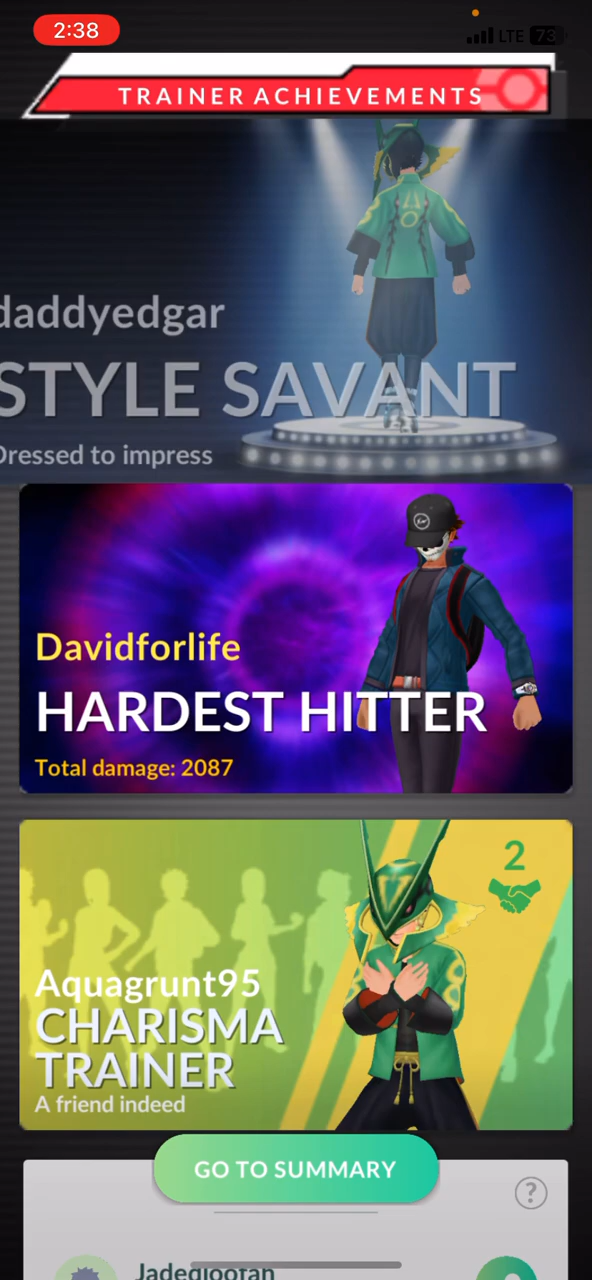 2:38
LTE 73
TRAINER ACHIEVEMENTS
daddyedgar
STYLE SAVANT
Dressed to impress
Davidforlife
HARDEST HITTER
Total damage: 2087
2
Aquagrunt95
CHARISMA
TRAINER
A friend indeed
GO TO SUMMARY
?